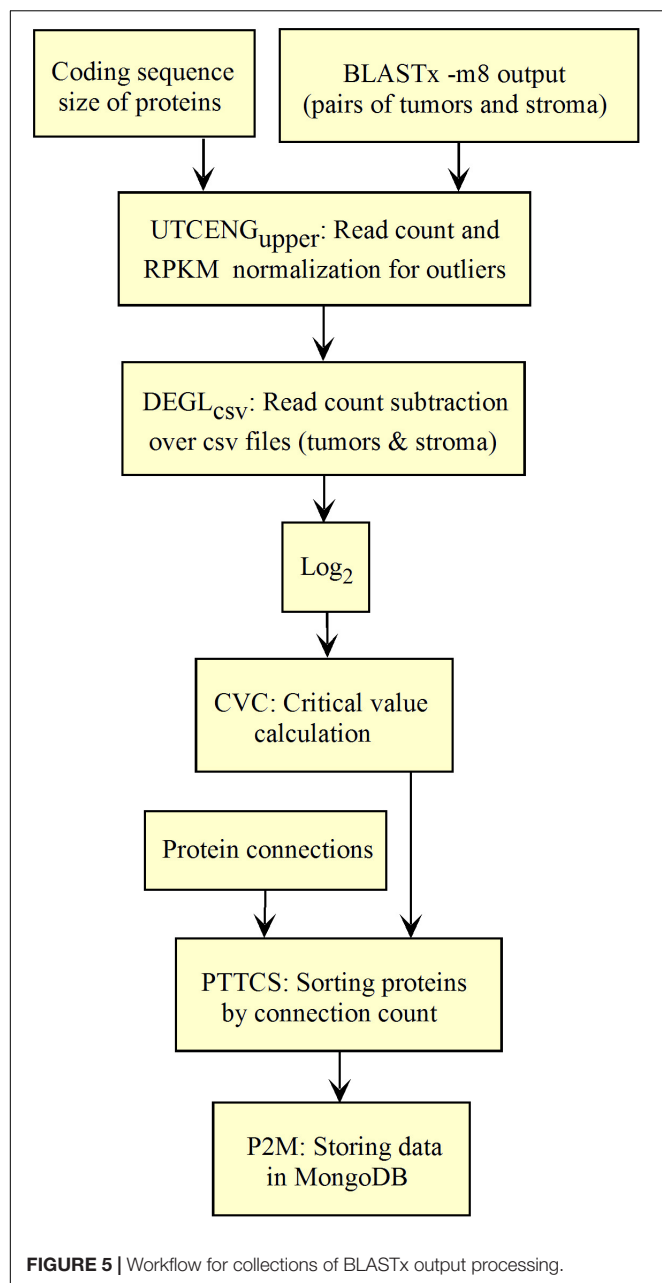 Coding sequence
size of proteins
BLASTx -m8 output
(pairs of tumors and stroma)
UTCENGupper: Read count and
RPKM normalization for outliers
DEGLcsv: Read count subtraction
over csv files (tumors & stroma)
Log2
CVC: Critical value
calculation
Protein connections
PTTCS: Sorting proteins
by connection count
P2M: Storing data
in MongoDB
FIGURE 5 | Workflow for collections of BLASTx output processing.